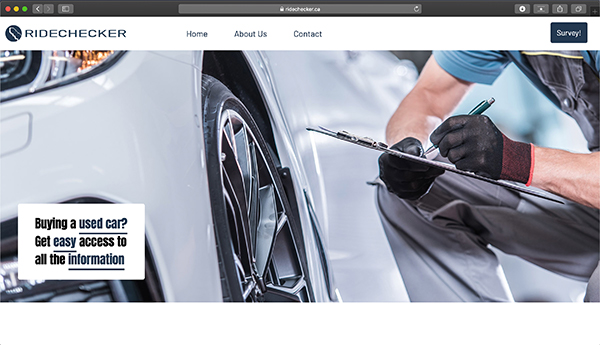 ridechecker.ca
RIDECHECKER Home About Us Contact Survey!
Buying a used car?
Get easy access to
all the information